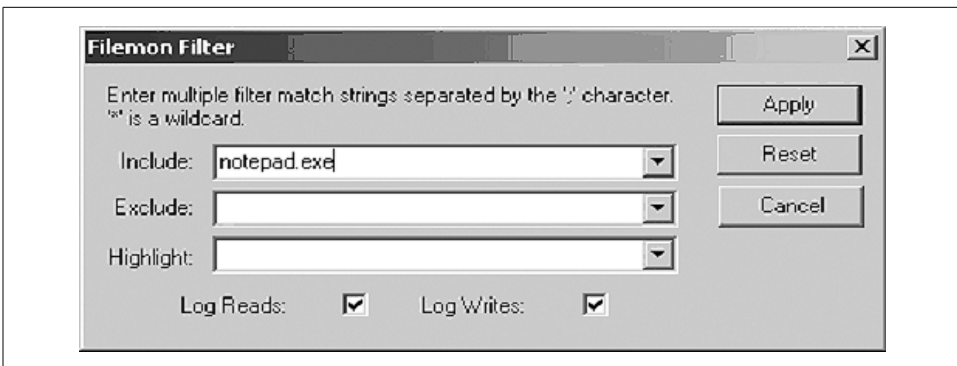 Filemon Filter
Enter multiple filter match strings separated by the ';' character.
'*' is a wildcard.
Apply
Include: notepad.exe
Reset
Exclude:
Cancel
Highlight:
Log Reads: Log Writes: